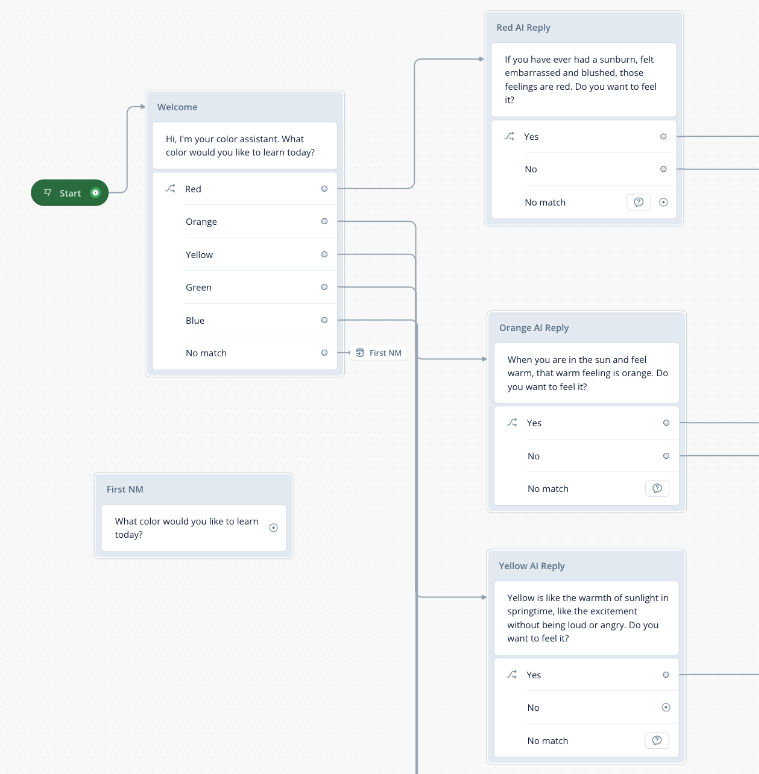 Start
Welcome
Hi, I'm your color assistant. What
color would you like to learn today?
Red
Orange
Yellow
Green
Blue
No match
First NM
First NM
What color would you like to learn
today?
Red AI Reply
If you have ever had a sunburn, felt
embarrassed and blushed, those
feelings are red. Do you want to feel
it?
Yes
No
No match
Orange AI Reply
When you are in the sun and feel
warm, that warm feeling is orange. Do
you want to feel it?
Yes
No
No match
Yellow AI Reply
Yellow is like the warmth of sunlight in
springtime, like the excitement
without being loud or angry. Do you
want to feel it?
Yes
No
No match